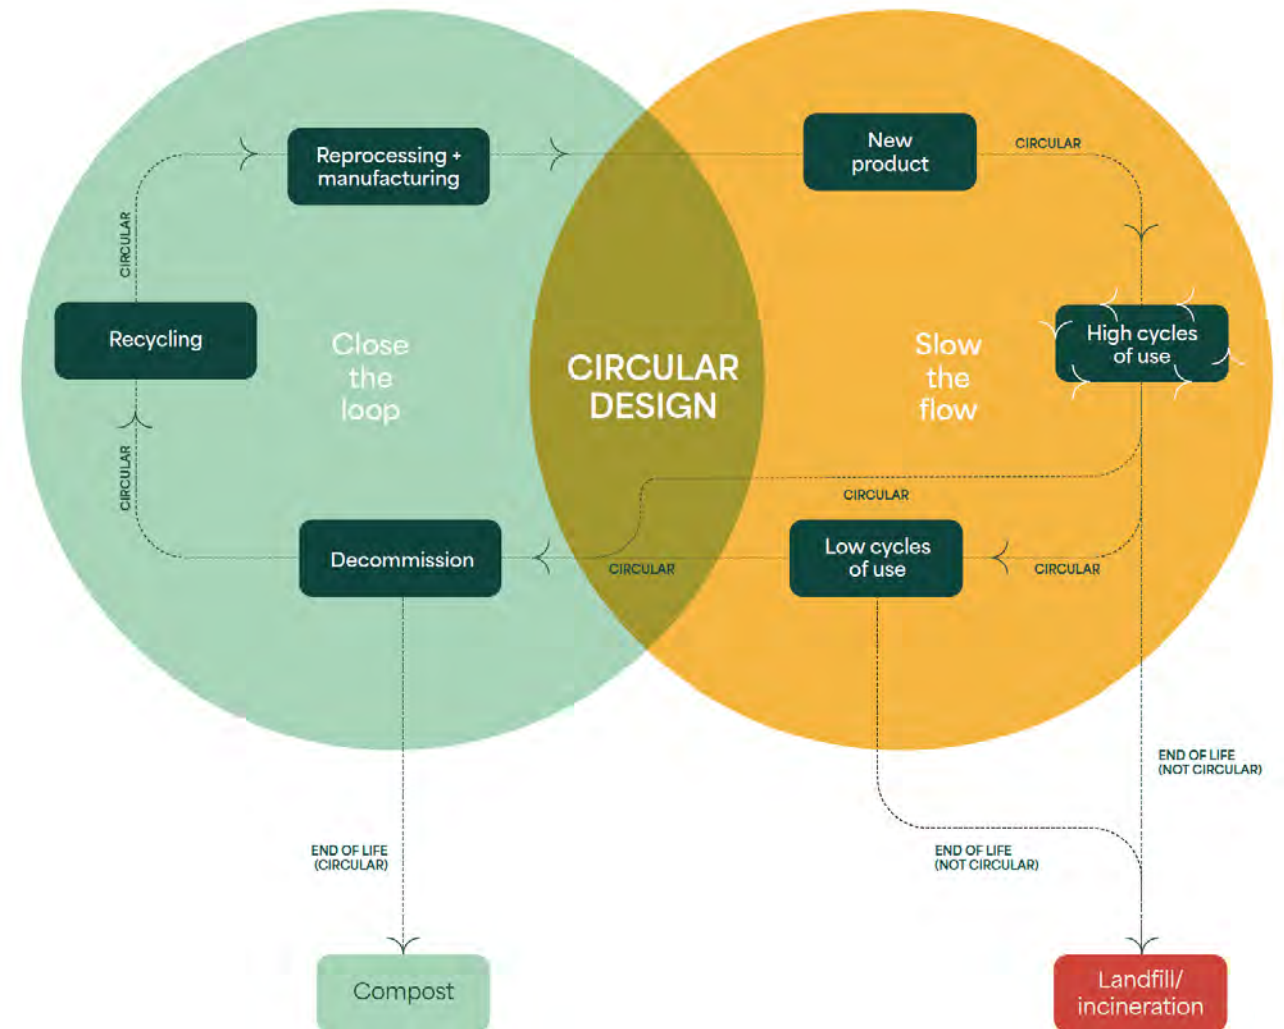 Reprocessing +
manufacturing
New
product
CIRCULAR
CIRCULAR
Recycling
Close
the
loop
CIRCULAR
DESIGN
Slow
the
flow
High cycles
of use
CIRCULAR
CIRCULAR
Decommission
CIRCULAR
Low cycles
of use
CIRCULAR
END OF LIFE
(NOT CIRCULAR)
END OF LIFE
(CIRCULAR)
END OF LIFE
(NOT CIRCULAR)
Compost
Landfill/
incineration